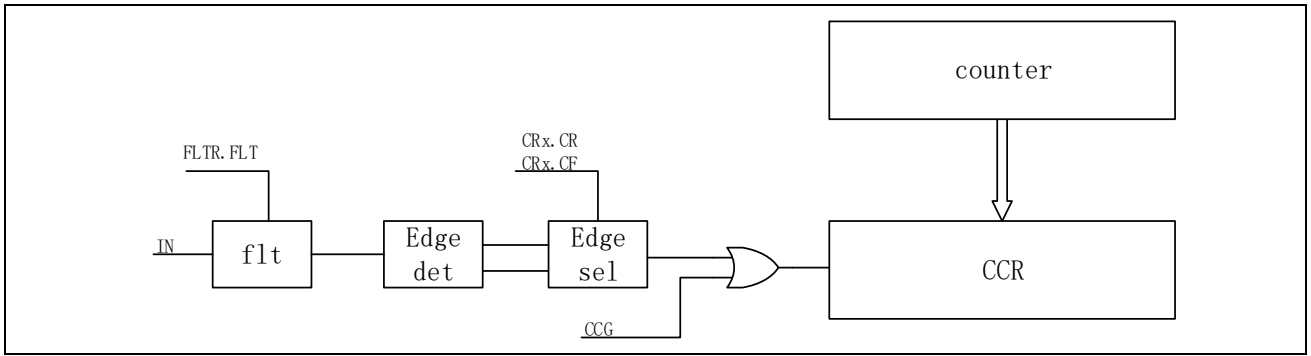 counter
CRx.CR
CRx.CF
FLTR.FLT
IN
flt
Edge
det
Edge
sel
CCR
CCG